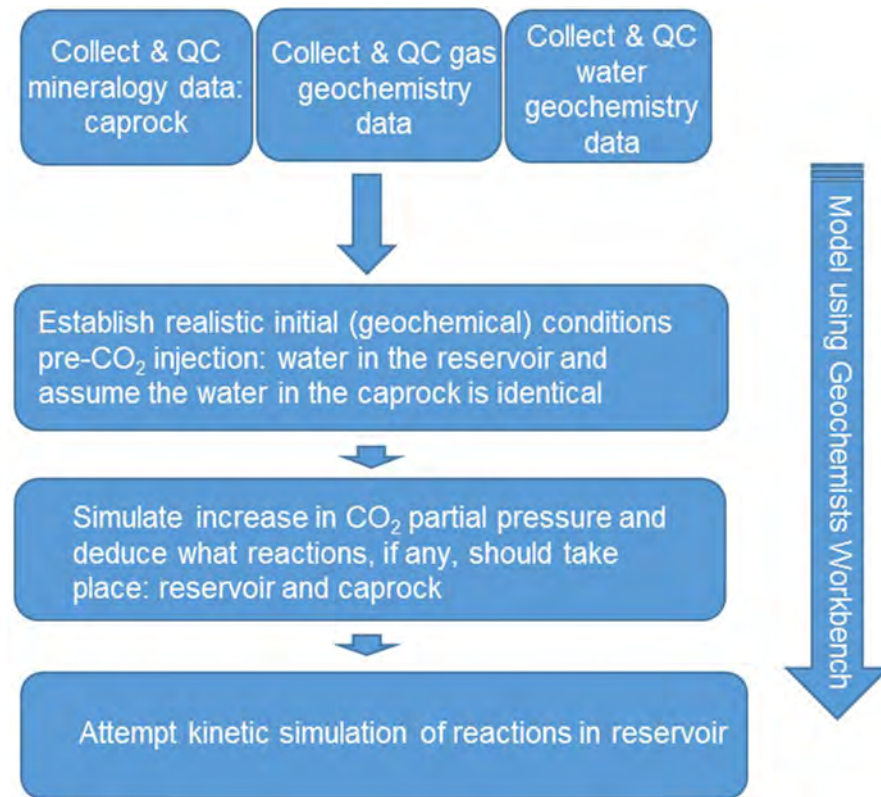 Collect & QC
mineralogy data:
caprock
Collect & QC gas
geochemistry
data
Collect & QC
water
geochemistry
data
Establish realistic initial (geochemical) conditions
pre-CO₂ injection: water in the reservoir and
assume the water in the caprock is identical
Simulate increase in CO₂ partial pressure and
deduce what reactions, if any, should take
place: reservoir and caprock
Attempt kinetic simulation of reactions in reservoir
Model using Geochemists Workbench